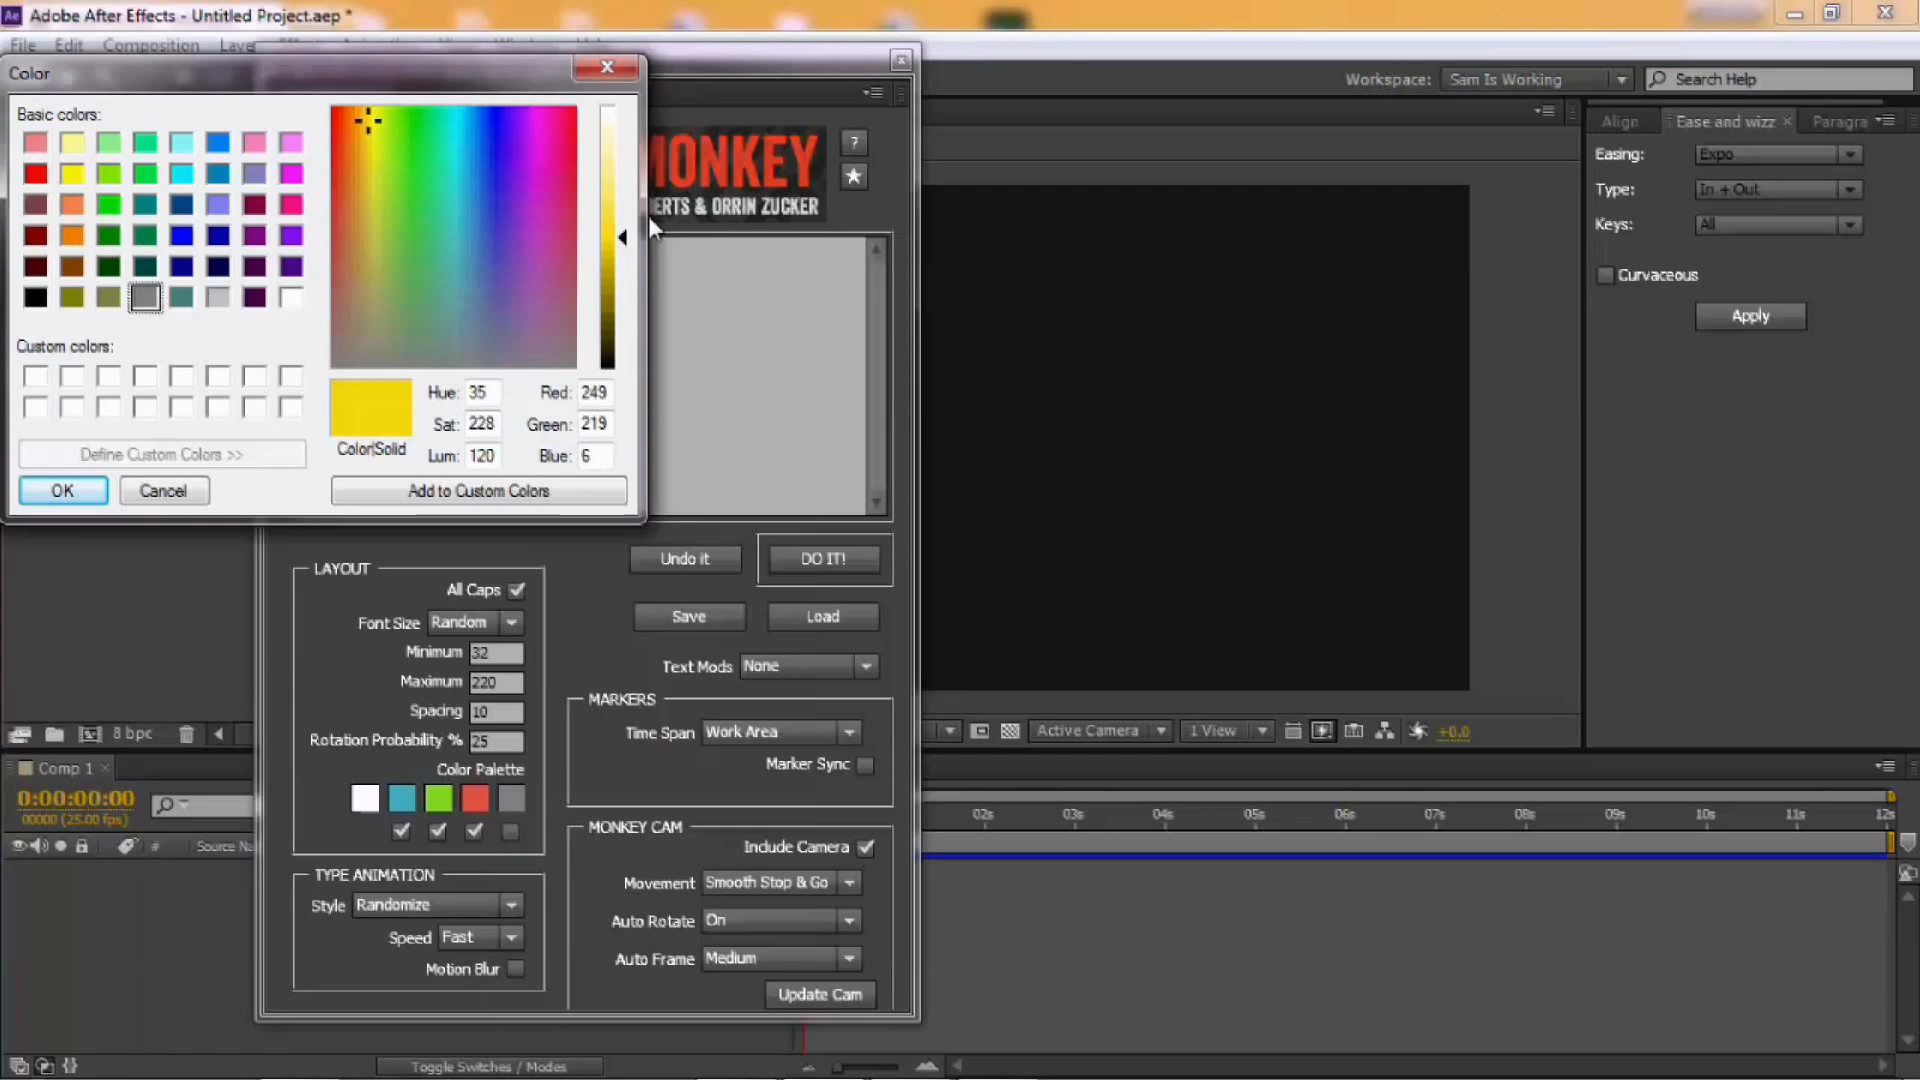 Ae Adobe After Effects - Untitled Project.aep *
File Edit Composition
Workspace: Sam Is Working Search Help
Color
Basic colors:
Custom colors:
Define Custom Colors >>
OK Cancel
Color|Solid
Hue: 35 Red: 249
Sat: 228 Green: 219
Lum: 120 Blue: 6
Add to Custom Colors
MONKEY
ERTS & ORRIN ZUCKER
?
Align Ease and wizz Paragra
Easing: Expo
Type: In + Out
Keys: All
Curvaceous
Apply
Undo it DO IT!
Save Load
Text Mods None
LAYOUT
All Caps
Font Size Random
Minimum 32
Maximum 220
Spacing 10
Rotation Probability % 25
Color Palette
TYPE ANIMATION
Style Randomize
Speed Fast
Motion Blur
MARKERS
Time Span Work Area
Marker Sync
MONKEY CAM
Include Camera
Movement Smooth Stop & Go
Auto Rotate On
Auto Frame Medium
Update Cam
8 bpc
Active Camera 1 View +0.0
Comp 1
0:00:00:00
00000 (25.00 fps)
# Source Na
02s 03s 04s 05s 06s 07s 08s 09s 10s 11s 12s
Toggle Switches / Modes